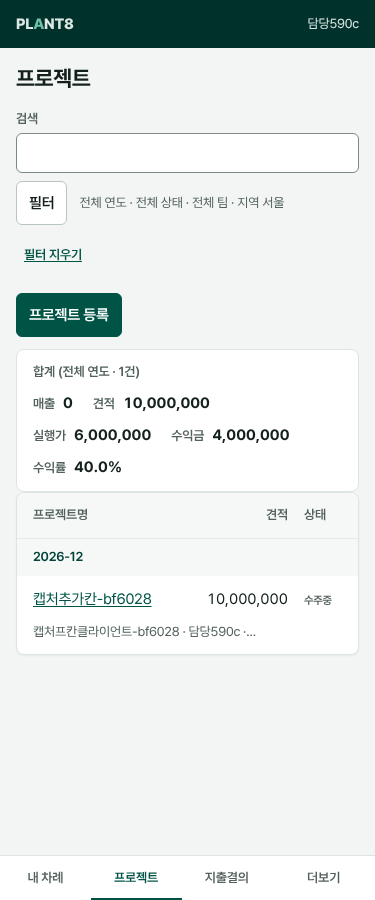 PLANT8 담당590c
프로젝트
검색
필터 전체 연도 · 전체 상태 · 전체 팀 · 지역 서울
필터 지우기
프로젝트 등록
합계 (전체 연도 · 1건)
매출 0 견적 10,000,000
실행가 6,000,000 수익금 4,000,000
수익률 40.0%
프로젝트명 견적 상태
2026-12
캡처추가칸-bf6028 10,000,000 수주중
캡처프칸클라이언트-bf6028 · 담당590c ·...
내 차례 프로젝트 지출결의 더보기